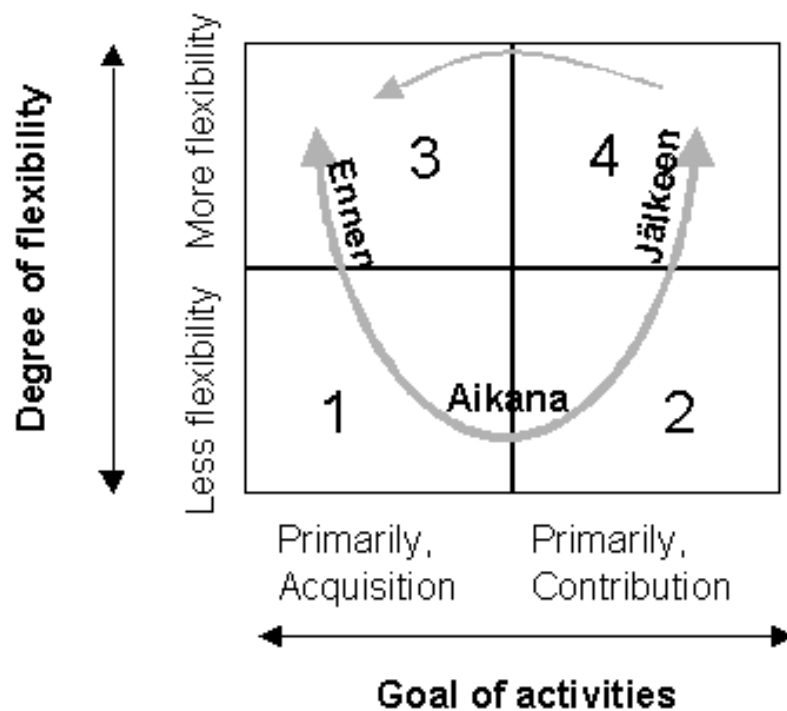 Degree of flexibility
More flexibility
Less flexibility
3
4
Ennen
Jälkeen
1
Aikana
2
Primarily,
Acquisition
Primarily,
Contribution
Goal of activities